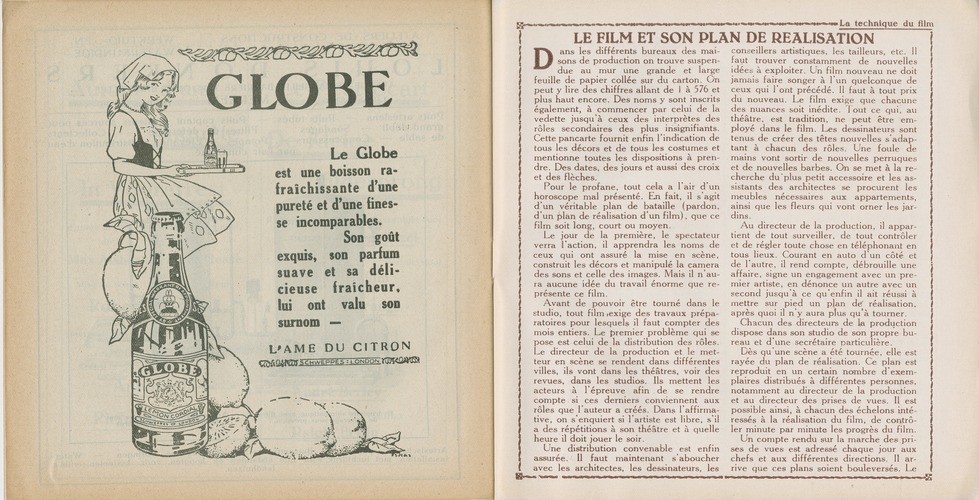 GLOBE
Le Globe
est une boisson ra-
fraîchissante d'une
pureté et d'une fines-
se incomparables.
Son goût
exquis, son parfum
suave et sa déli-
cieuse fraîcheur,
lui ont valu son
surnom —
L'AME DU CITRON
SCHWEPPES LONDON
GLOBE
LEMON CORDIAL
La technique du film
LE FILM ET SON PLAN DE REALISATION
Dans les différents bureaux des mai-
sons de production on trouve suspen-
due au mur une grande et large
feuille de papier collée sur du carton. On
peut y lire des chiffres allant de 1 à 576 et
plus haut encore. Des noms y sont inscrits
également, à commencer par celui de la
vedette jusqu'à ceux des interprètes des
rôles secondaires des plus insignifiants.
Cette pancarte fournit enfin l'indication de
tous les décors et de tous les costumes et
mentionne toutes les dispositions à pren-
dre. Des dates, des jours et aussi des croix
et des flèches.
Pour le profane, tout cela a l'air d'un
horoscope mal présenté. En fait, il s'agit
d'un véritable plan de bataille (pardon,
d'un plan de réalisation d'un film), que ce
film soit long, court ou moyen.
Le jour de la première, le spectateur
verra l'action, il apprendra les noms de
ceux qui ont assuré la mise en scène,
construit les décors et manipulé la camera
des sons et celle des images. Mais il n'au-
ra aucune idée du travail énorme que re-
présente ce film.
Avant de pouvoir être tourné dans le
studio, tout film exige des travaux prépa-
ratoires pour lesquels il faut compter des
mois entiers. Le premier problème qui se
pose est celui de la distribution des rôles.
Le directeur de la production et le met-
teur en scène se rendent dans différentes
villes, ils vont dans les théâtres, voir des
revues, dans les studios. Ils mettent les
acteurs à l'épreuve afin de se rendre
compte si ces derniers conviennent aux
rôles que l'auteur a créés. Dans l'affirma-
tive, on s'enquiert si l'artiste est libre, s'il
a des répétitions à son théâtre et à quelle
heure il doit jouer le soir.
Une distribution convenable est enfin
assurée. Il faut maintenant s'aboucher
avec les architectes, les dessinateurs, les
conseillers artistiques, les tailleurs, etc. Il
faut trouver constamment de nouvelles
idées à exploiter. Un film nouveau ne doit
jamais faire songer à l'un quelconque de
ceux qui l'ont précédé. Il faut à tout prix
du nouveau. Le film exige que chacune
des nuances soit inédite. Tout ce qui, au
théâtre, est tradition, ne peut être em-
ployé dans le film. Les dessinateurs sont
tenus de créer des têtes nouvelles s'adap-
tant à chacun des rôles. Une foule de
mains vont sortir de nouvelles perruques
et de nouvelles barbes. On se met à la re-
cherche du plus petit accessoire et les as-
sistants des architectes se procurent les
meubles nécessaires aux appartements,
ainsi que les fleurs qui vont orner les jar-
dins.
Au directeur de la production, il appar-
tient de tout surveiller, de tout contrôler
et de régler toute chose en téléphonant en
tous lieux. Courant en auto d'un côté et
de l'autre, il rend compte, débrouille une
affaire, signe un engagement avec un pre-
mier artiste, en dénonce un autre avec un
second jusqu'à ce qu'enfin il ait réussi à
mettre sur pied un plan de réalisation,
après quoi il n'y aura plus qu'à tourner.
Chacun des directeurs de la production
dispose dans son studio de son propre bu-
reau et d'une secrétaire particulière.
Dès qu'une scène a été tournée, elle est
rayée du plan de réalisation. Ce plan est
reproduit en un certain nombre d'exem-
plaires distribués à différentes personnes,
notamment au directeur de la production
et au directeur des prises de vues. Il est
possible ainsi, à chacun des échelons inté-
ressés à la réalisation du film, de contrô-
ler minute par minute les progrès du film.
Un compte rendu sur la marche des pri-
ses de vues est adressé chaque jour aux
chefs et aux différentes directions. Il ar-
rive que ces plans soient bouleversés. Le